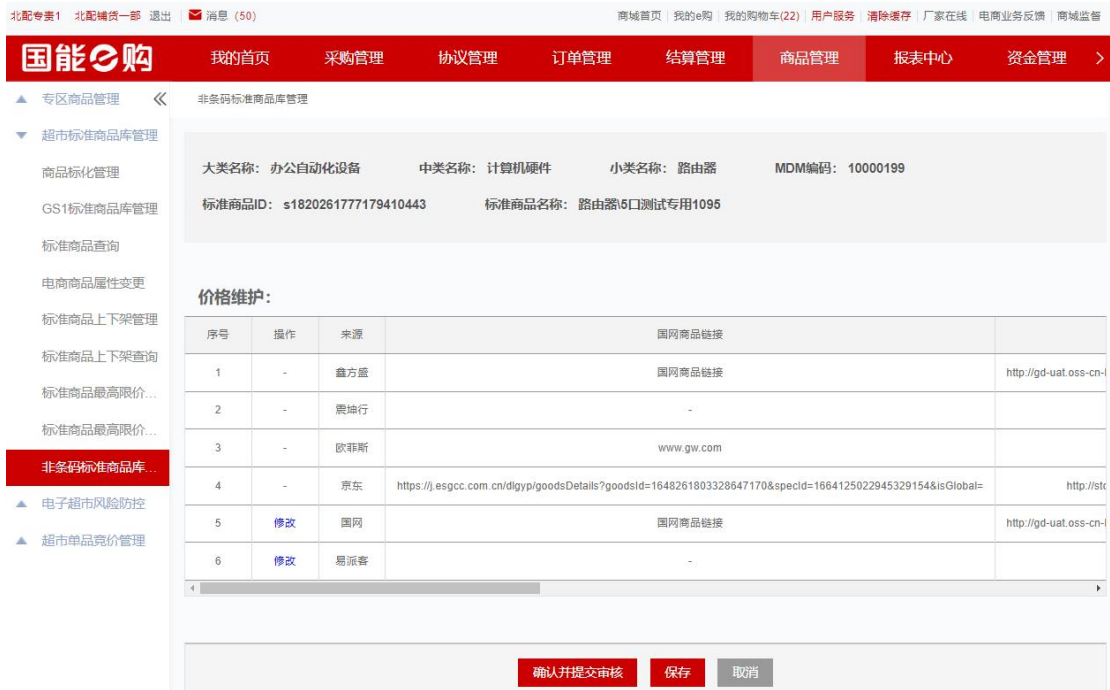 北配专责1 北配铺货一部 退出 消息 (50) 商城首页 我的e购 我的购物车(22) 用户服务 清除缓存 厂家在线 电商业务反馈 商城监督
国能e购 我的首页 采购管理 协议管理 订单管理 结算管理 商品管理 报表中心 资金管理
专区商品管理
非条码标准商品库管理
超市标准商品库管理
商品标化管理
GS1标准商品库管理
标准商品查询
电商商品属性变更
标准商品上下架管理
标准商品上下架查询
标准商品最高限价...
标准商品最高限价...
非条码标准商品库...
电子超市风险防控
超市单品竞价管理
大类名称： 办公自动化设备 中类名称： 计算机硬件 小类名称： 路由器 MDM编码： 10000199
标准商品ID： s1820261777179410443 标准商品名称： 路由器\5口测试专用1095
价格维护：
序号 操作 来源 国网商品链接
1 - 鑫方盛 国网商品链接 http://gd-uat.oss-cn-
2 - 震坤行 -
3 - 欧菲斯 www.gw.com
4 - 京东 https://j.esgcc.com.cn/dlgyp/goodsDetails?goodsId=1648261803328647170&specId=1664125022945329154&isGlobal= http://stc
5 修改 国网 国网商品链接 http://gd-uat.oss-cn-
6 修改 易派客 -
确认并提交审核 保存 取消